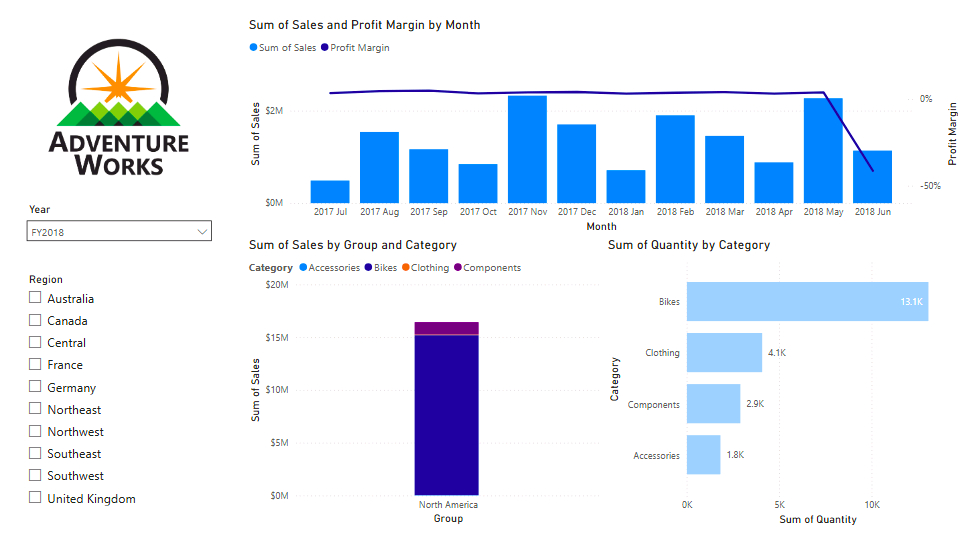 ADVENTURE
WORKS
Year
FY2018
Region
Australia
Canada
Central
France
Germany
Northeast
Northwest
Southeast
Southwest
United Kingdom
Sum of Sales and Profit Margin by Month
Sum of Sales Profit Margin
Sum of Sales
$2M
$0M
0%
-50%
Profit Margin
2017 Jul 2017 Aug 2017 Sep 2017 Oct 2017 Nov 2017 Dec 2018 Jan 2018 Feb 2018 Mar 2018 Apr 2018 May 2018 Jun
Month
Sum of Sales by Group and Category
Category Accessories Bikes Clothing Components
Sum of Sales
$20M
$15M
$10M
$5M
$0M
North America
Group
Sum of Quantity by Category
Category
Bikes 13.1K
Clothing 4.1K
Components 2.9K
Accessories 1.8K
0K 5K 10K
Sum of Quantity